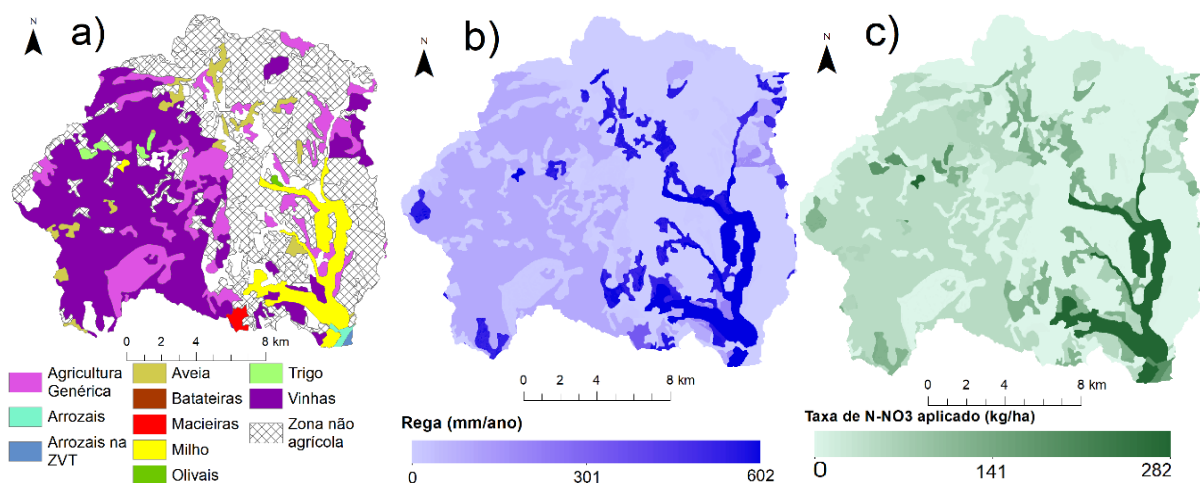 N
a)
0 2 4 8 km
Agricultura Genérica
Arrozais
Arrozais na ZVT
Aveia
Batateiras
Macieiras
Milho
Olivais
Trigo
Vinhas
Zona não agrícola
N
b)
0 2 4 8 km
Rega (mm/ano)
0 301 602
N
c)
0 2 4 8 km
Taxa de N-NO3 aplicado (kg/ha)
0 141 282